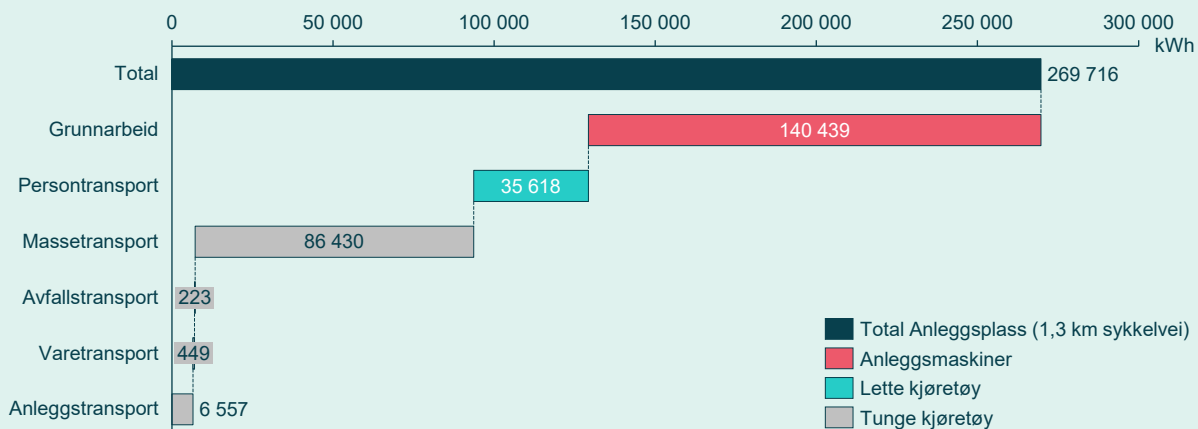 0 50 000 100 000 150 000 200 000 250 000 300 000
kWh
Total 269 716
Grunnarbeid 140 439
Persontransport 35 618
Massetransport 86 430
Avfallstransport 223
Varetransport 449
Anleggstransport 6 557
Total Anleggsplass (1,3 km sykkelvei)
Anleggsmaskiner
Lette kjøretøy
Tunge kjøretøy